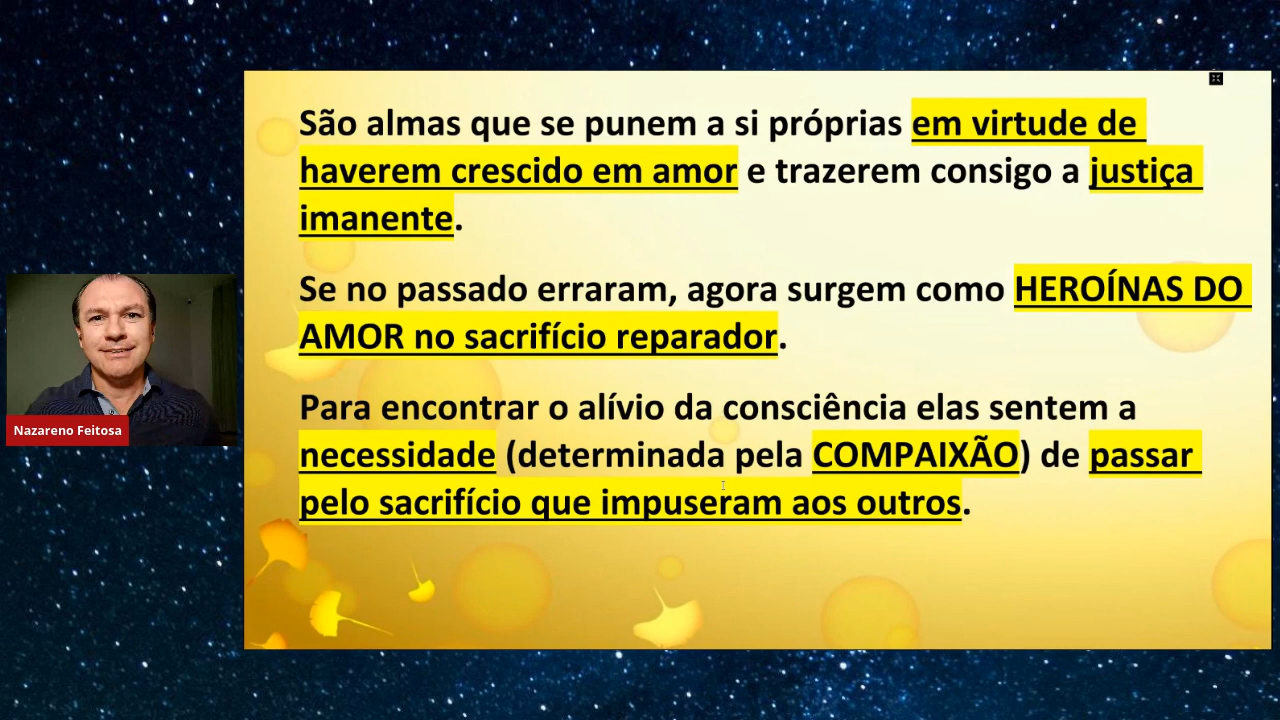 São almas que se punem a si próprias em virtude de
haverem crescido em amor e trazerem consigo a justiça
imanente.
Se no passado erraram, agora surgem como HEROÍNAS DO
AMOR no sacrifício reparador.
Para encontrar o alívio da consciência elas sentem a
necessidade (determinada pela COMPAIXÃO) de passar
pelo sacrifício que impuseram aos outros.
Nazareno Feitosa